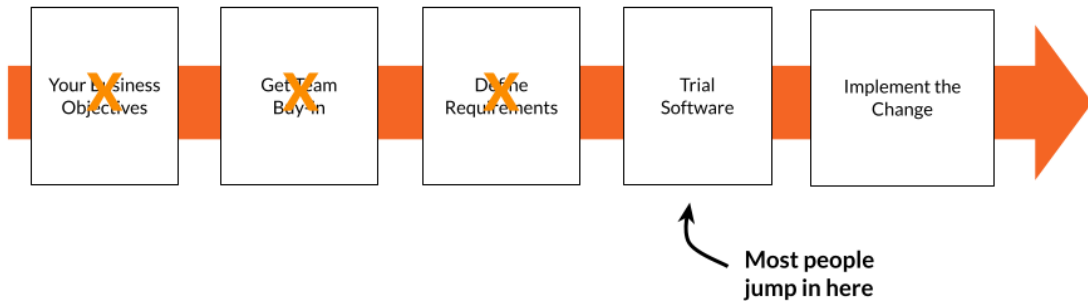 Your Business
Objectives
X
Get Team
Buy-In
X
Define
Requirements
X
Trial
Software
Implement the
Change
Most people
jump in here